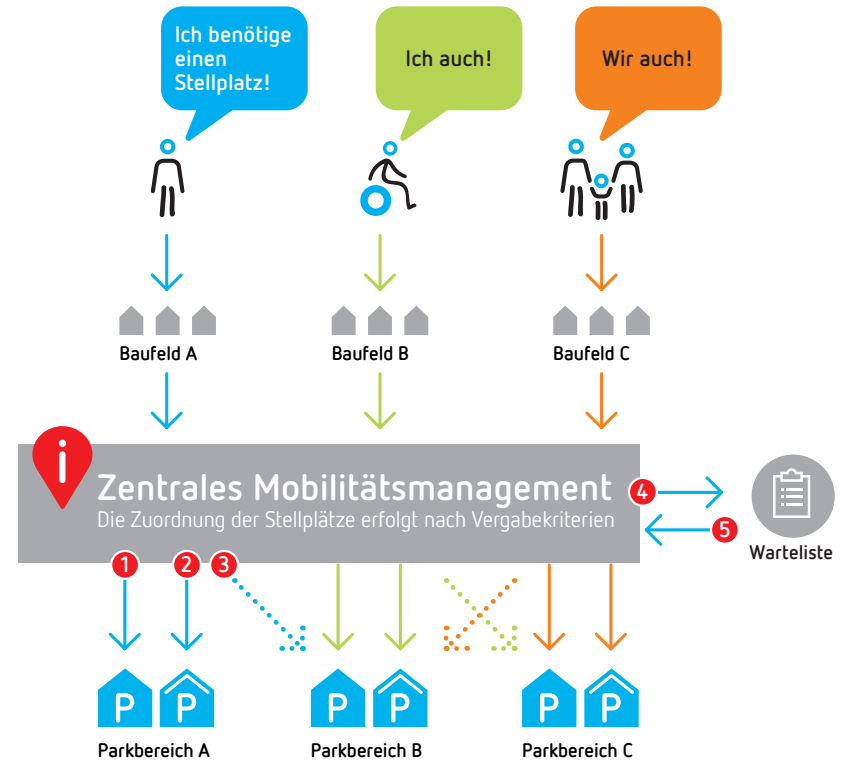 Ich benötige
einen
Stellplatz!
Ich auch!
Wir auch!
Baufeld A
Baufeld B
Baufeld C
i
Zentrales Mobilitätsmanagement
Die Zuordnung der Stellplätze erfolgt nach Vergabekriterien
4
5
Warteliste
1
2
3
P
P
P
P
P
P
Parkbereich A
Parkbereich B
Parkbereich C